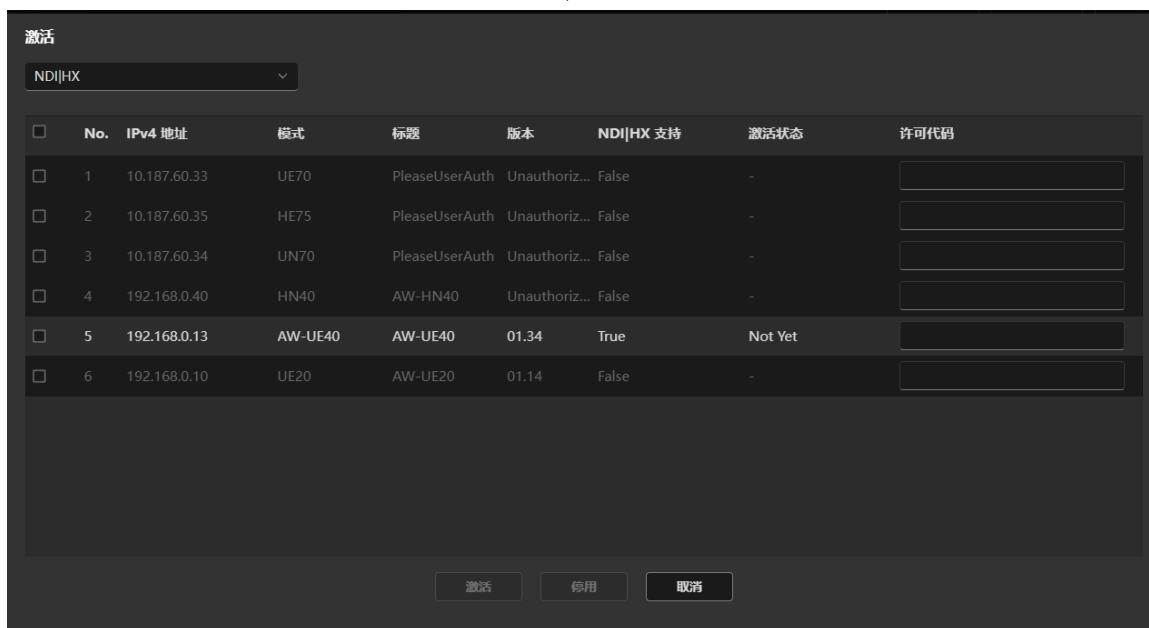 激活
NDI|HX
No. IPv4 地址 模式 标题 版本 NDI|HX 支持 激活状态 许可代码
1 10.187.60.33 UE70 PleaseUserAuth Unauthoriz... False -
2 10.187.60.35 HE75 PleaseUserAuth Unauthoriz... False -
3 10.187.60.34 UN70 PleaseUserAuth Unauthoriz... False -
4 192.168.0.40 HN40 AW-HN40 Unauthoriz... False -
5 192.168.0.13 AW-UE40 AW-UE40 01.34 True Not Yet
6 192.168.0.10 UE20 AW-UE20 01.14 False -
激活 停用 取消